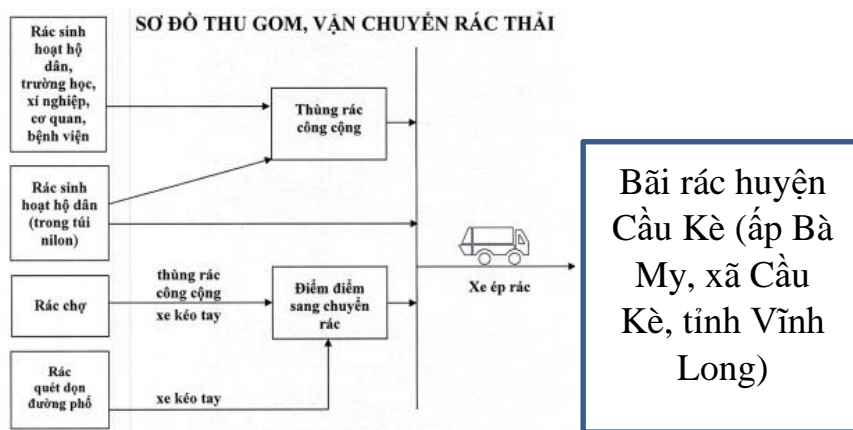 SƠ ĐỒ THU GOM, VẬN CHUYỂN RÁC THẢI
Rác sinh
hoạt hộ
dân,
trường học,
xí nghiệp,
cơ quan,
bệnh viện
Thùng rác
công cộng
Rác sinh
hoạt hộ dân
(trong túi
nilon)
Rác chợ
thùng rác
công cộng
xe kéo tay
Điểm điểm
sang chuyển
rác
Rác
quét dọn
đường phố
xe kéo tay
Xe ép rác
Bãi rác huyện
Cầu Kè (ấp Bà
My, xã Cầu
Kè, tỉnh Vĩnh
Long)